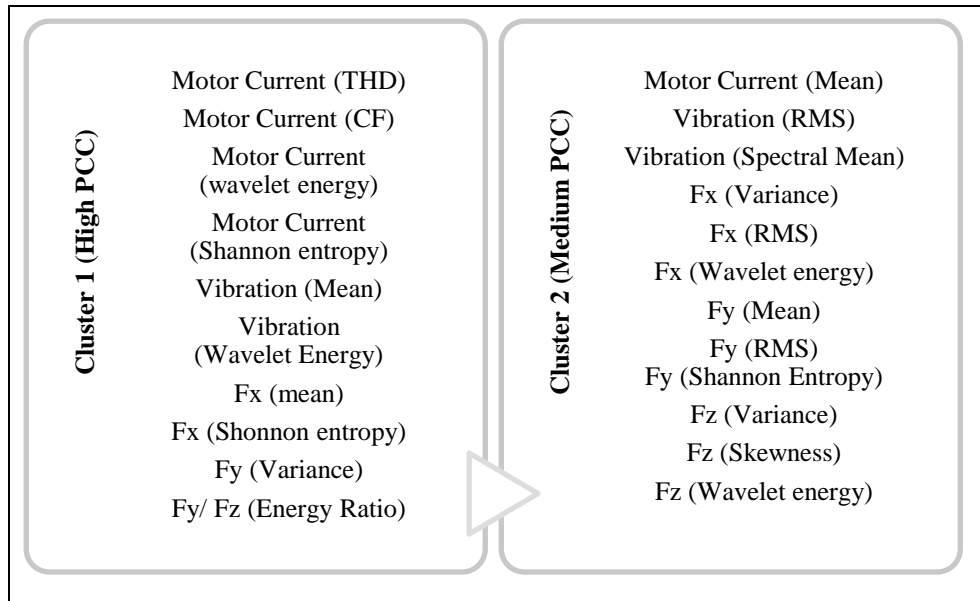 Cluster 1 (High PCC)
Motor Current (THD)
Motor Current (CF)
Motor Current
(wavelet energy)
Motor Current
(Shannon entropy)
Vibration (Mean)
Vibration
(Wavelet Energy)
Fx (mean)
Fx (Shonnon entropy)
Fy (Variance)
Fy/ Fz (Energy Ratio)
Cluster 2 (Medium PCC)
Motor Current (Mean)
Vibration (RMS)
Vibration (Spectral Mean)
Fx (Variance)
Fx (RMS)
Fx (Wavelet energy)
Fy (Mean)
Fy (RMS)
Fy (Shannon Entropy)
Fz (Variance)
Fz (Skewness)
Fz (Wavelet energy)